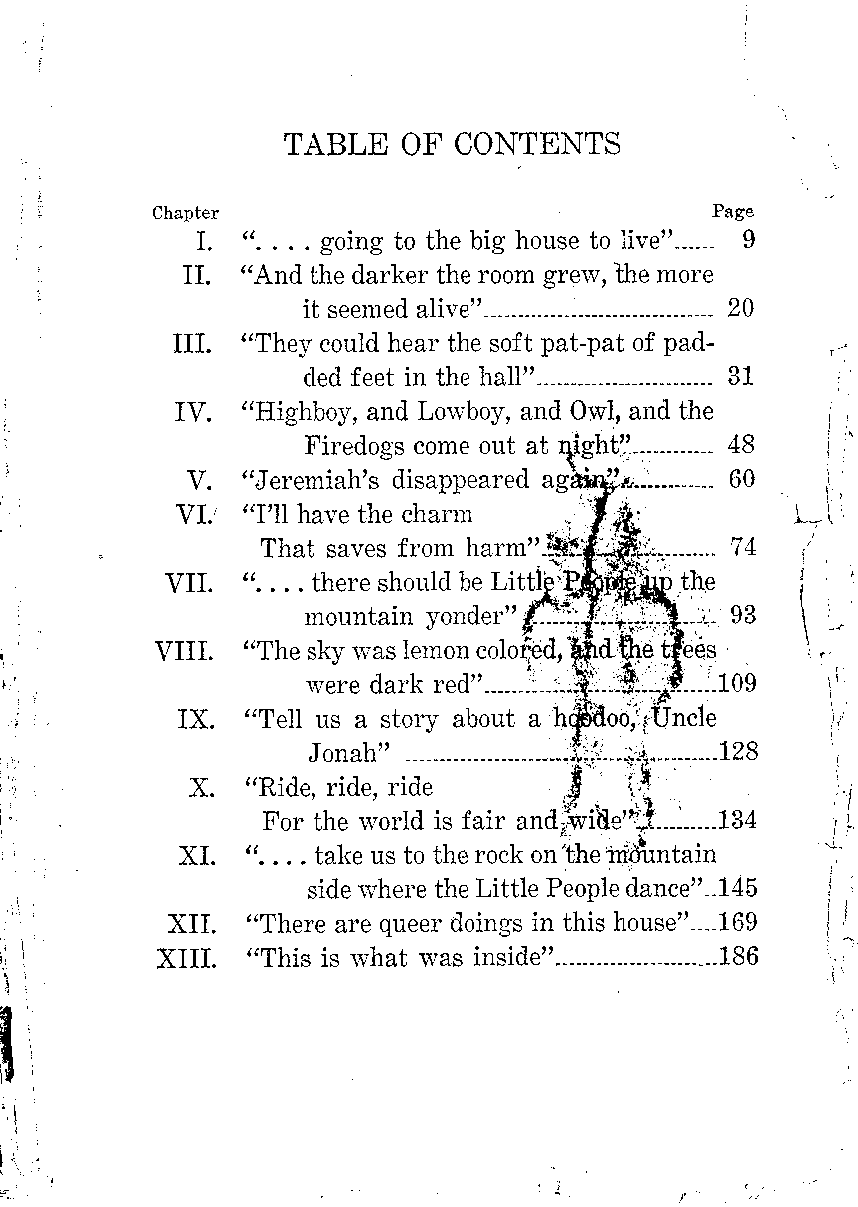 TABLE OF CONTENTS
Chapter Page
I. “. . . . going to the big house to live”...... 9
II. “And the darker the room grew, the more
it seemed alive”................................. 20
III. “They could hear the soft pat-pat of pad-
ded feet in the hall”.......................... 31
IV. “Highboy, and Lowboy, and Owl, and the
Firedogs come out at night”............ 48
V. “Jeremiah’s disappeared again”............. 60
VI. “I’ll have the charm
That saves from harm”........................ 74
VII. “. . . . there should be Little People up the
mountain yonder” ........................... 93
VIII. “The sky was lemon colored, and the trees
were dark red”.................................109
IX. “Tell us a story about a hoodoo, Uncle
Jonah” .............................................128
X. “Ride, ride, ride
For the world is fair and wide”............134
XI. “. . . . take us to the rock on the mountain
side where the Little People dance”..145
XII. “There are queer doings in this house”....169
XIII. “This is what was inside”.......................186